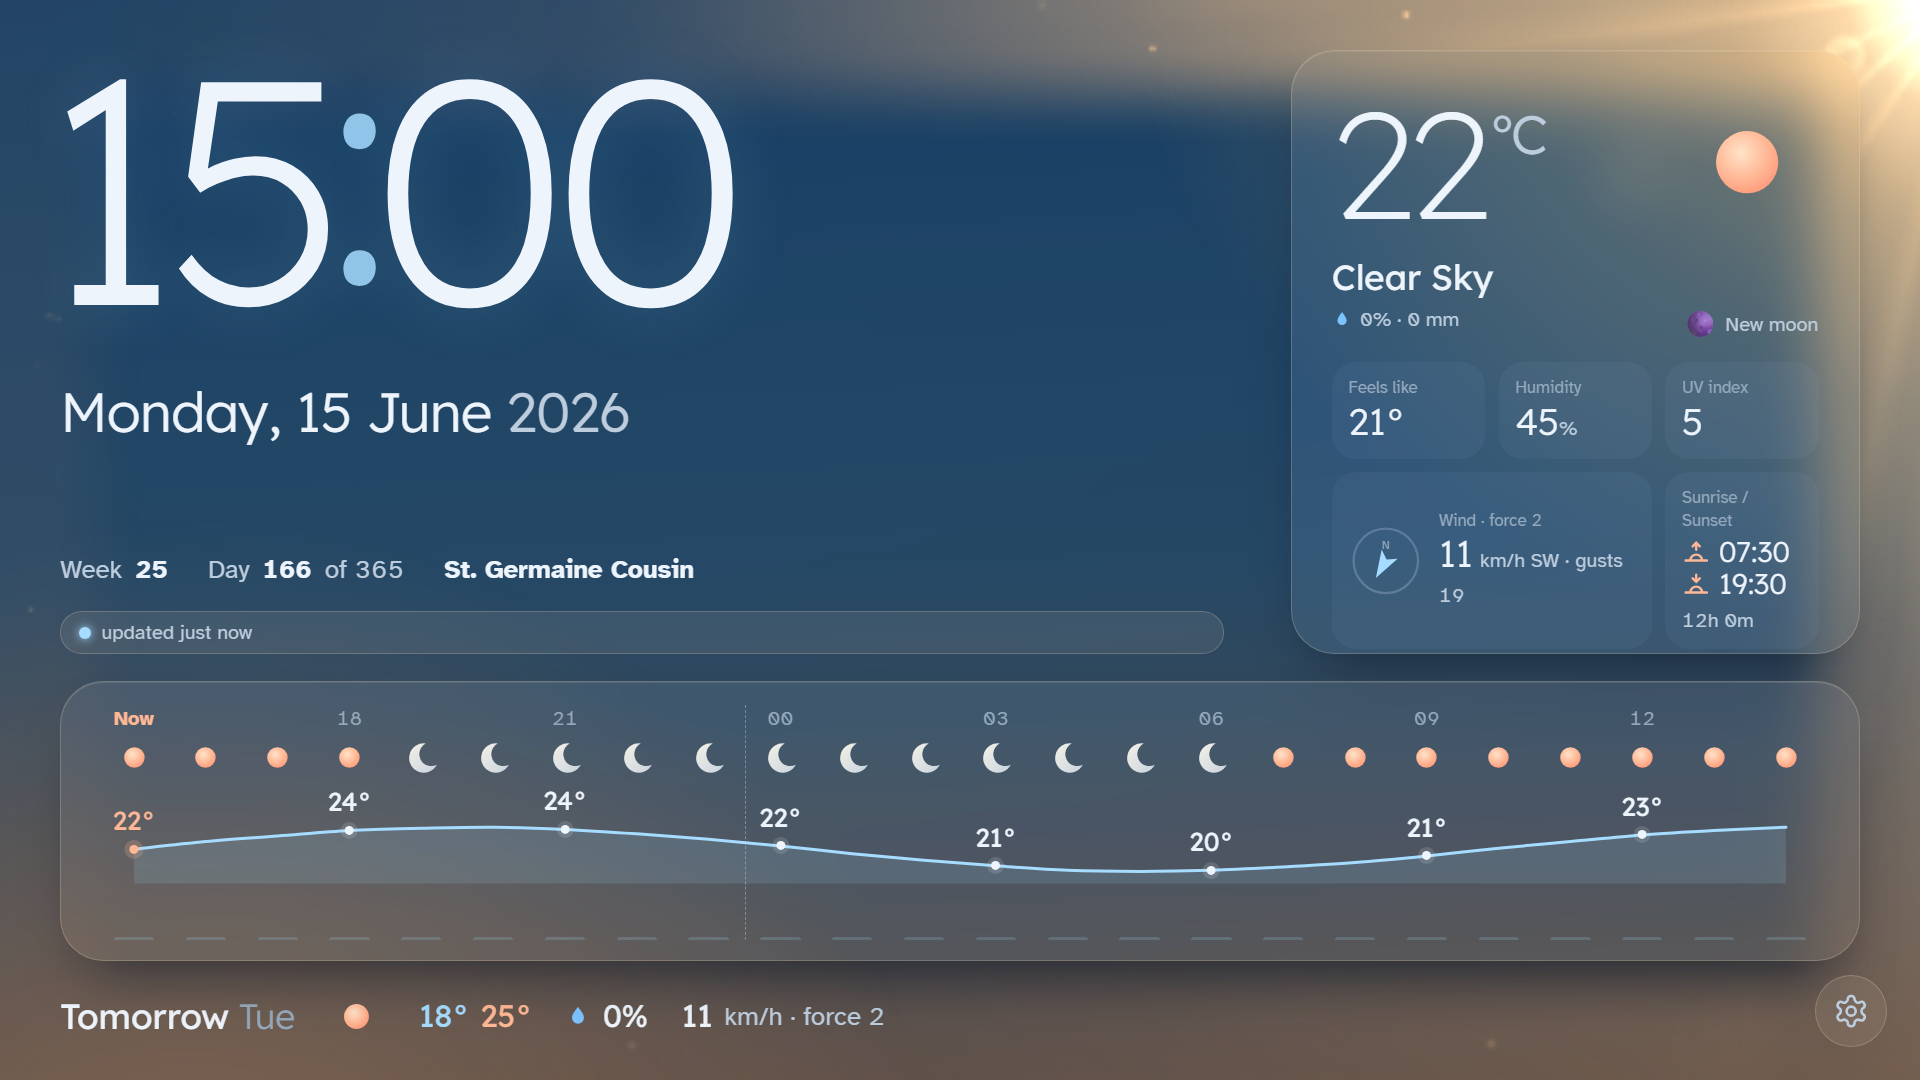 15:00
Monday, 15 June 2026
Week 25 Day 166 of 365 St. Germaine Cousin
updated just now
22°C
Clear Sky
0% · 0 mm
New moon
Feels like
21°
Humidity
45%
UV index
5
N
Wind · force 2
11 km/h SW · gusts
19
Sunrise /
Sunset
07:30
19:30
12h 0m
Now 18 21 00 03 06 09 12
22° 24° 24° 22° 21° 20° 21° 23°
Tomorrow Tue 18° 25° 0% 11 km/h · force 2